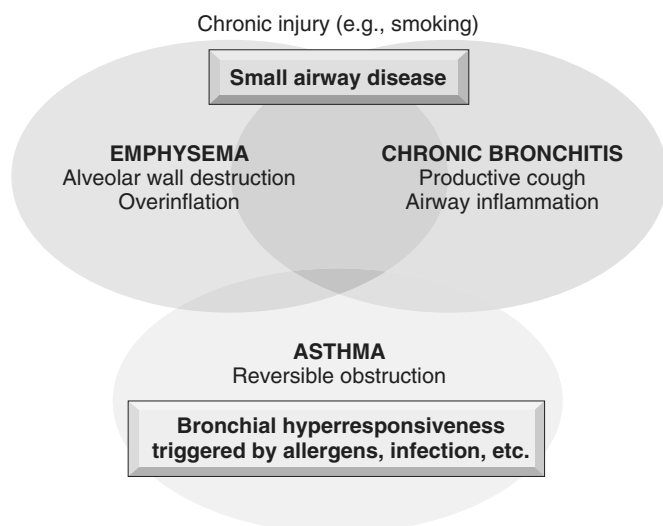 Chronic injury (e.g., smoking)
Small airway disease
EMPHYSEMA
Alveolar wall destruction
Overinflation
CHRONIC BRONCHITIS
Productive cough
Airway inflammation
ASTHMA
Reversible obstruction
Bronchial hyperresponsiveness
triggered by allergens, infection, etc.